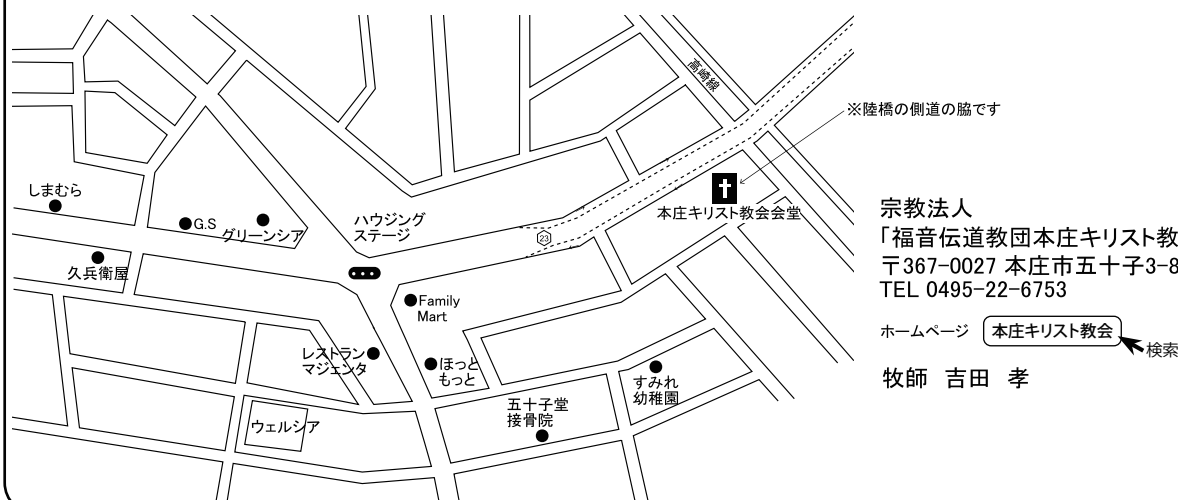 高崎線
※陸橋の側道の脇です
しまむら
G.S
グリーンシア
ハウジング
ステージ
本庄キリスト教会会堂
23
久兵衛屋
Family
Mart
レストラン
マジェンタ
ほっと
もっと
すみれ
幼稚園
五十子堂
接骨院
ウェルシア
宗教法人
「福音伝道教団本庄キリスト教
〒367-0027 本庄市五十子3-8
TEL 0495-22-6753
ホームページ 本庄キリスト教会 検索
牧師 吉田 孝